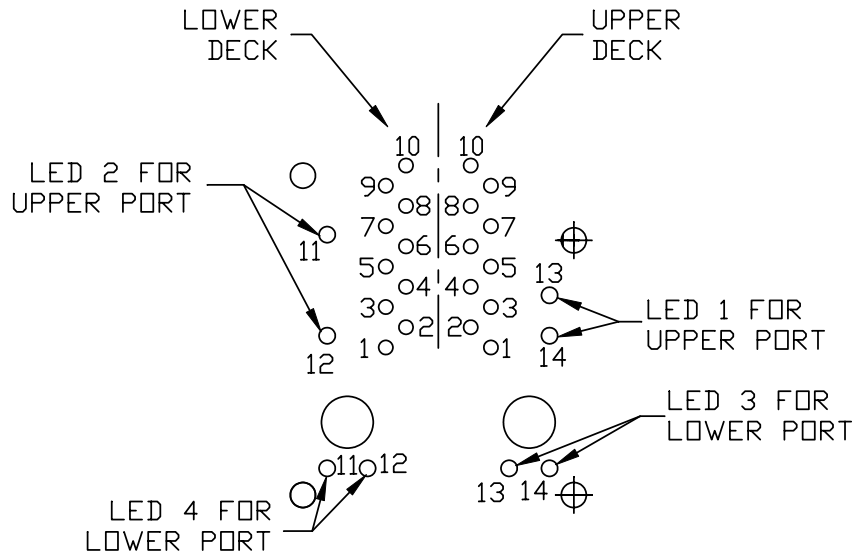 LOWER
DECK
UPPER
DECK
10 10
LED 2 FOR
UPPER PORT
9 9
8 8
7 7
11
6 6
5 5
13
4 4
3 3
LED 1 FOR
UPPER PORT
2 2
12
1 1
14
LED 3 FOR
LOWER PORT
11 12
13 14
LED 4 FOR
LOWER PORT